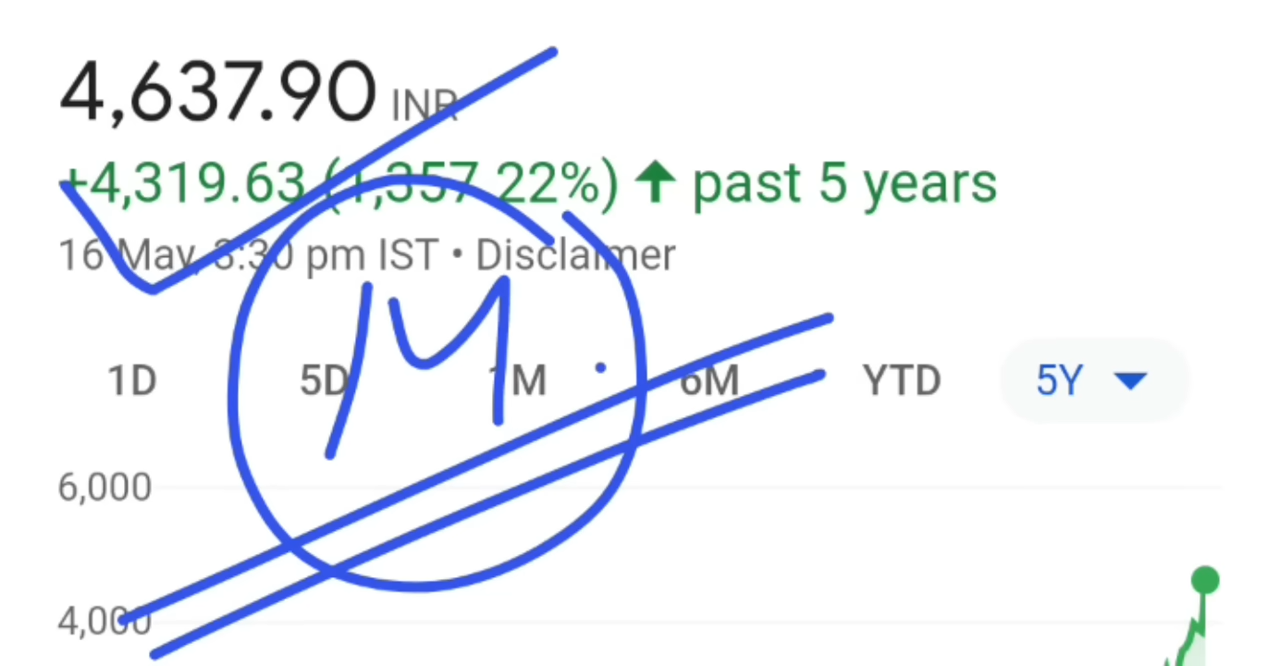 4,637.90 INR
+4,319.63 (1,357.22%) ↑ past 5 years
16 May, 3:30 pm IST • Disclaimer
1D 5D 1M 6M YTD 5Y
6,000
4,000